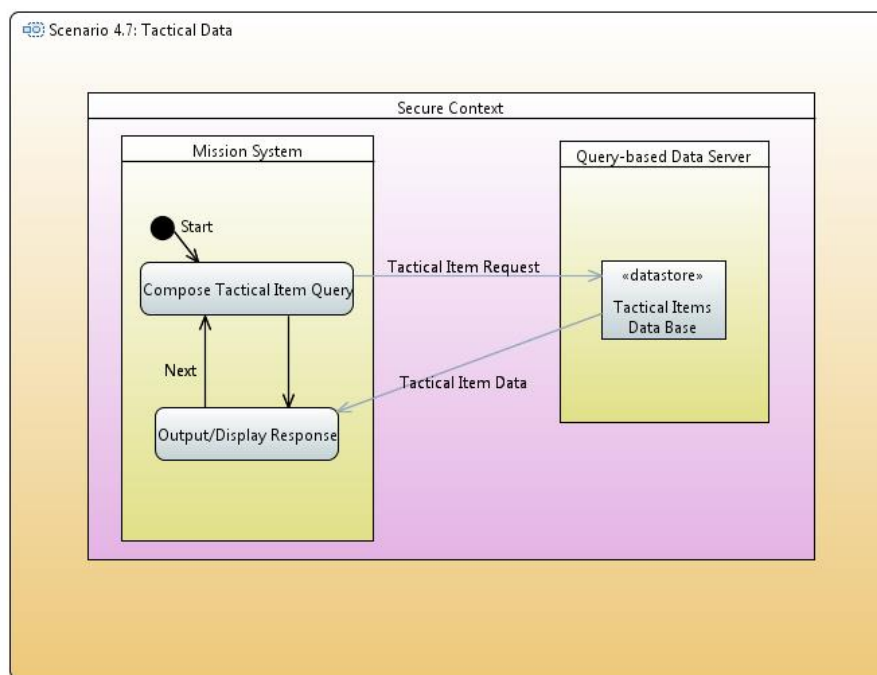 Scenario 4.7: Tactical Data
Secure Context
Mission System
Query-based Data Server
Start
Tactical Item Request
«datastore»
Compose Tactical Item Query
Tactical Items
Data Base
Next
Tactical Item Data
Output/Display Response